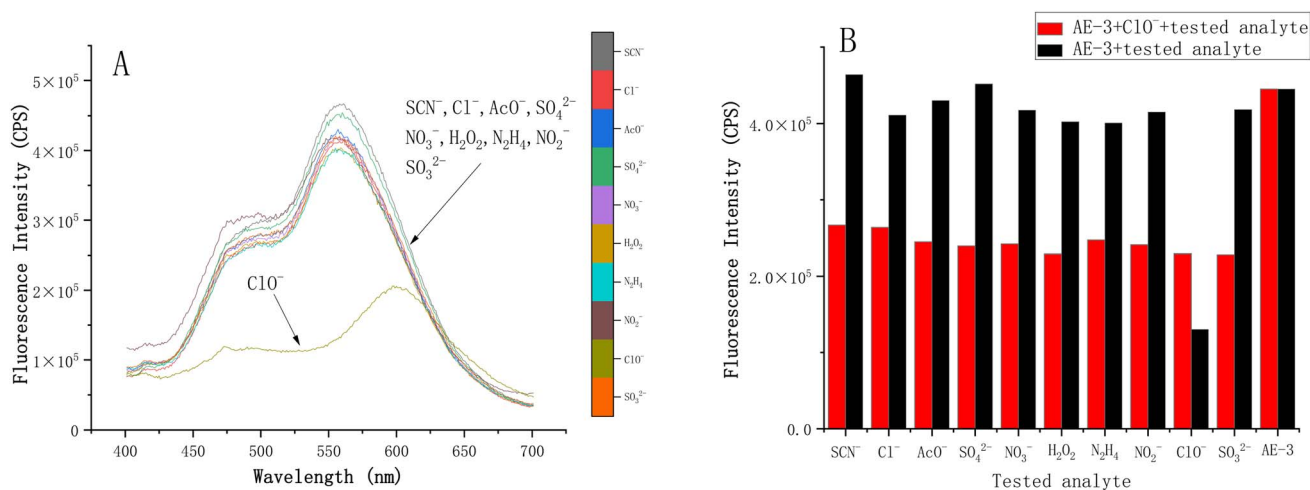 A
Fluorescence Intensity (CPS)
5×10⁵
4×10⁵
3×10⁵
2×10⁵
1×10⁵
0
SCN⁻, Cl⁻, AcO⁻, SO₄²⁻
NO₃⁻, H₂O₂, N₂H₄, NO₂⁻
SO₃²⁻
ClO⁻
400 450 500 550 600 650 700
Wavelength (nm)
SCN⁻
Cl⁻
AcO⁻
SO₄²⁻
NO₃⁻
H₂O₂
N₂H₄
NO₂⁻
ClO⁻
SO₃²⁻
B
AE-3+ClO⁻+tested analyte
AE-3+tested analyte
Fluorescence Intensity (CPS)
4.0×10⁵
2.0×10⁵
0.0
SCN⁻ Cl⁻ AcO⁻ SO₄²⁻ NO₃⁻ H₂O₂ N₂H₄ NO₂⁻ ClO⁻ SO₃²⁻ AE-3
Tested analyte